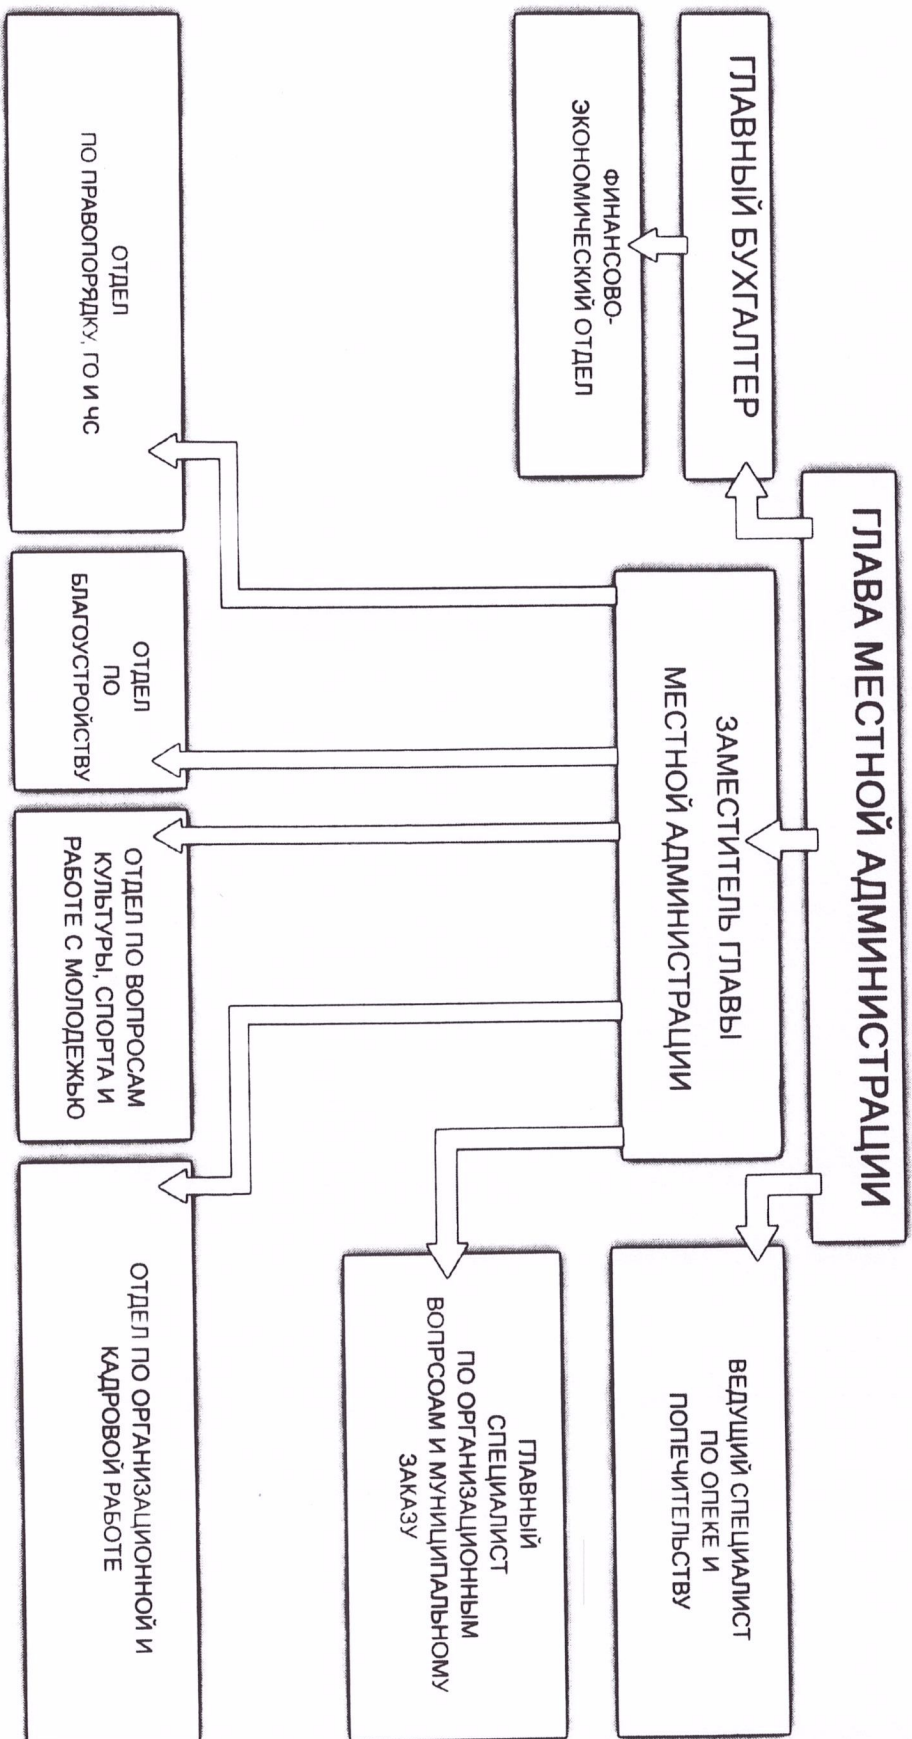 ГЛАВА МЕСТНОЙ АДМИНИСТРАЦИИ
ГЛАВНЫЙ БУХГАЛТЕР
ФИНАНСОВО-
ЭКОНОМИЧЕСКИЙ ОТДЕЛ
ЗАМЕСТИТЕЛЬ ГЛАВЫ
МЕСТНОЙ АДМИНИСТРАЦИИ
ВЕДУЩИЙ СПЕЦИАЛИСТ
ПО ОПЕКЕ И
ПОПЕЧИТЕЛЬСТВУ
ГЛАВНЫЙ
СПЕЦИАЛИСТ
ПО ОРГАНИЗАЦИОННЫМ
ВОПРСОАМ И МУНИЦИПАЛЬНОМУ
ЗАКАЗУ
ОТДЕЛ
ПО ПРАВОПОРЯДКУ, ГО И ЧС
ОТДЕЛ
ПО
БЛАГОУСТРОЙСТВУ
ОТДЕЛ ПО ВОПРОСАМ
КУЛЬТУРЫ, СПОРТА И
РАБОТЕ С МОЛОДЕЖЬЮ
ОТДЕЛ ПО ОРГАНИЗАЦИОННОЙ И
КАДРОВОЙ РАБОТЕ